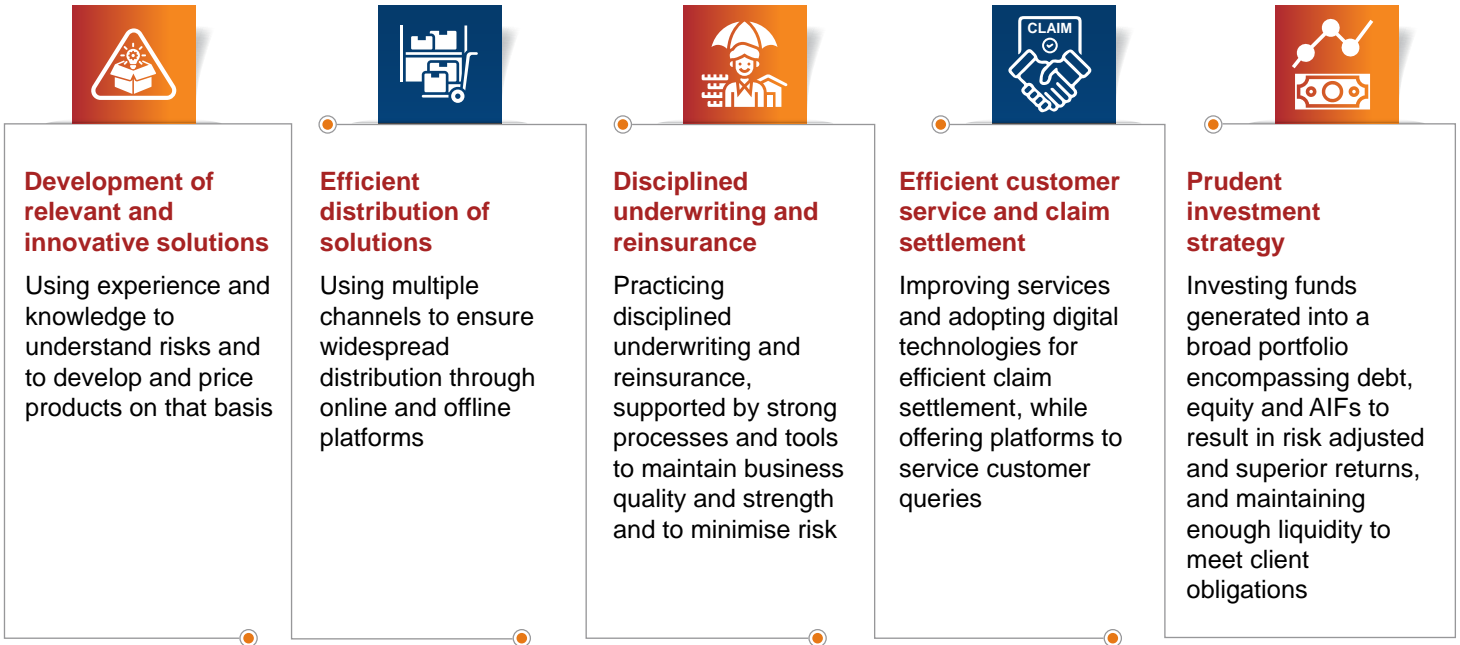 CLAIM
Development of
relevant and
innovative solutions
Using experience and
knowledge to
understand risks and
to develop and price
products on that basis
Efficient
distribution of
solutions
Using multiple
channels to ensure
widespread
distribution through
online and offline
platforms
Disciplined
underwriting and
reinsurance
Practicing
disciplined
underwriting and
reinsurance,
supported by strong
processes and tools
to maintain business
quality and strength
and to minimise risk
Efficient customer
service and claim
settlement
Improving services
and adopting digital
technologies for
efficient claim
settlement, while
offering platforms to
service customer
queries
Prudent
investment
strategy
Investing funds
generated into a
broad portfolio
encompassing debt,
equity and AIFs to
result in risk adjusted
and superior returns,
and maintaining
enough liquidity to
meet client
obligations